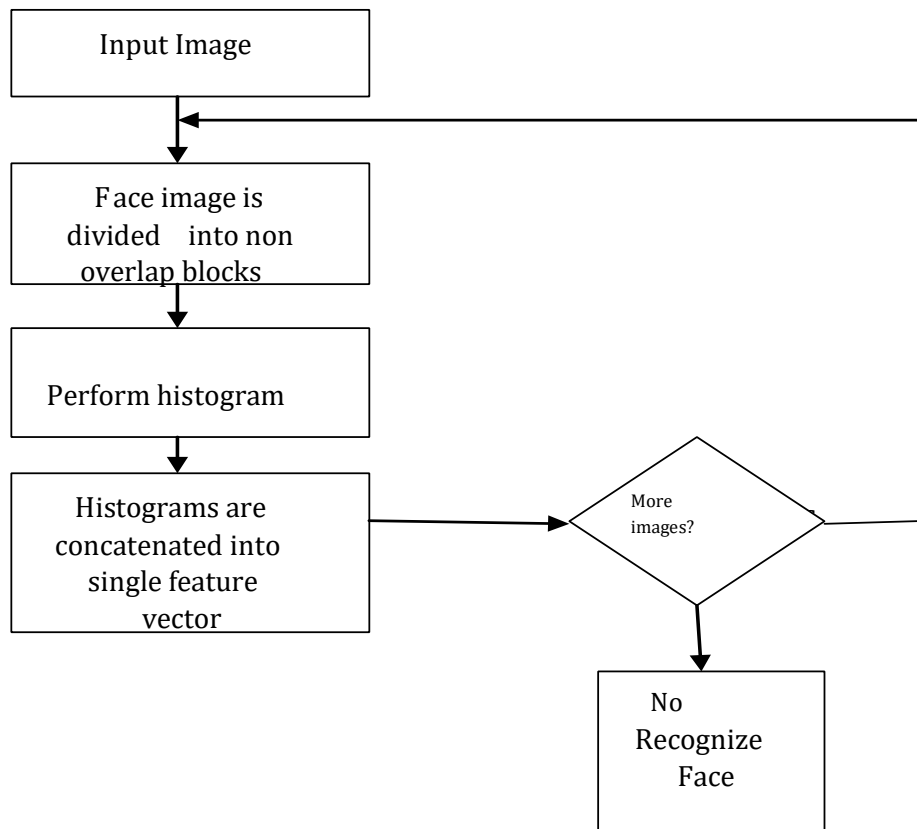 Input Image
Face image is
divided into non
overlap blocks
Perform histogram
Histograms are
concatenated into
single feature
vector
More
images?
No
Recognize
Face